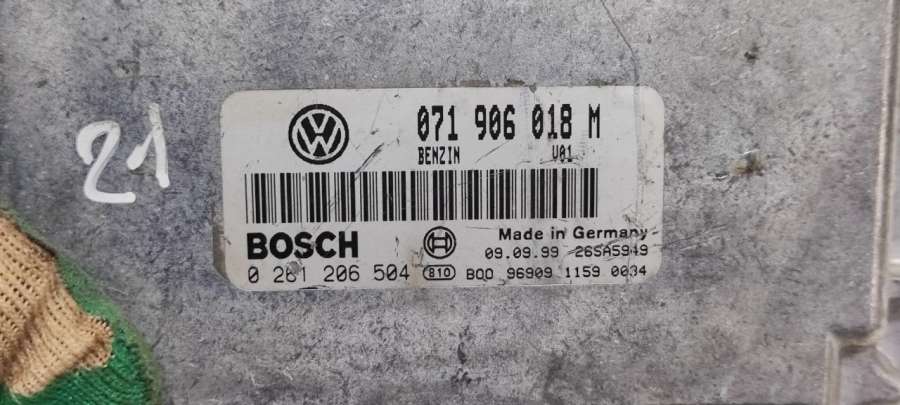 21
071 906 018 M
BENZIN V01
BOSCH
Made in Germany
09.09.99 26SA5949
0 261 206 504 810 BQO 96909 1159 0034